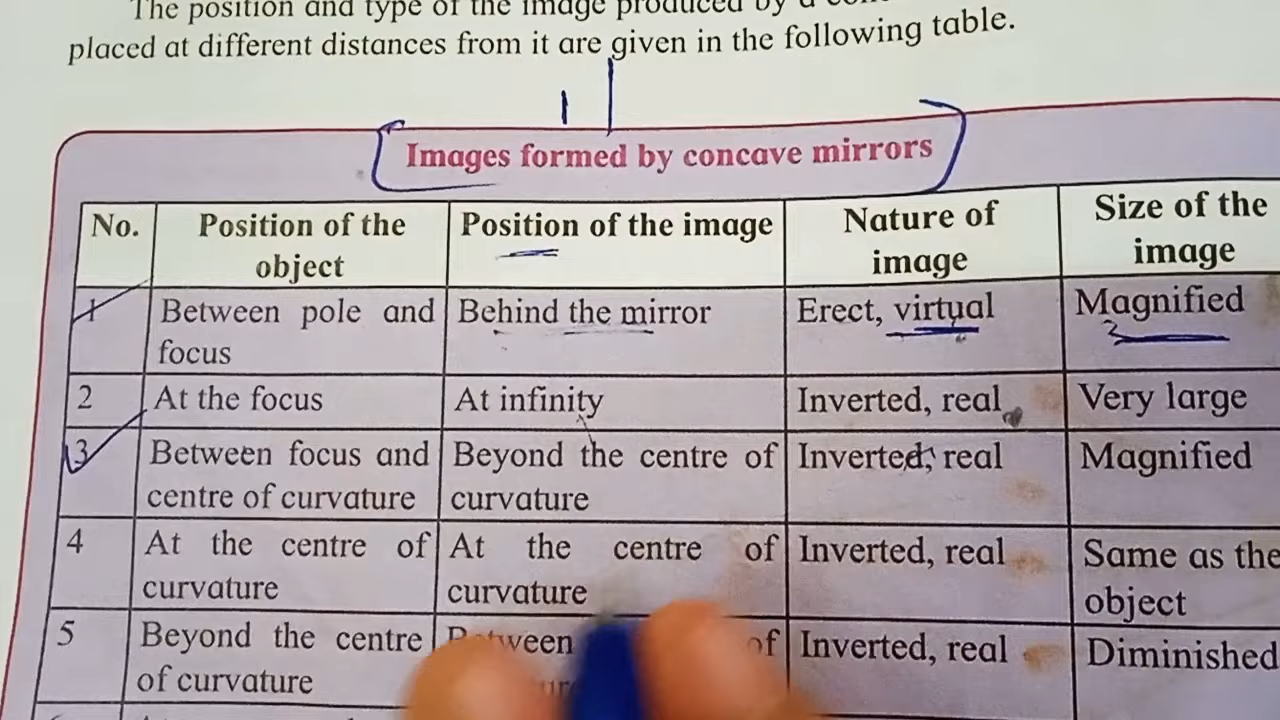 The position and type of the image produced by a
placed at different distances from it are given in the following table.
Images formed by concave mirrors
No. Position of the object Position of the image Nature of image Size of the image
1 Between pole and focus Behind the mirror Erect, virtual Magnified
2 At the focus At infinity Inverted, real Very large
3 Between focus and centre of curvature Beyond the centre of curvature Inverted, real Magnified
4 At the centre of curvature At the centre of curvature Inverted, real Same as the object
5 Beyond the centre of curvature Between of Inverted, real Diminished